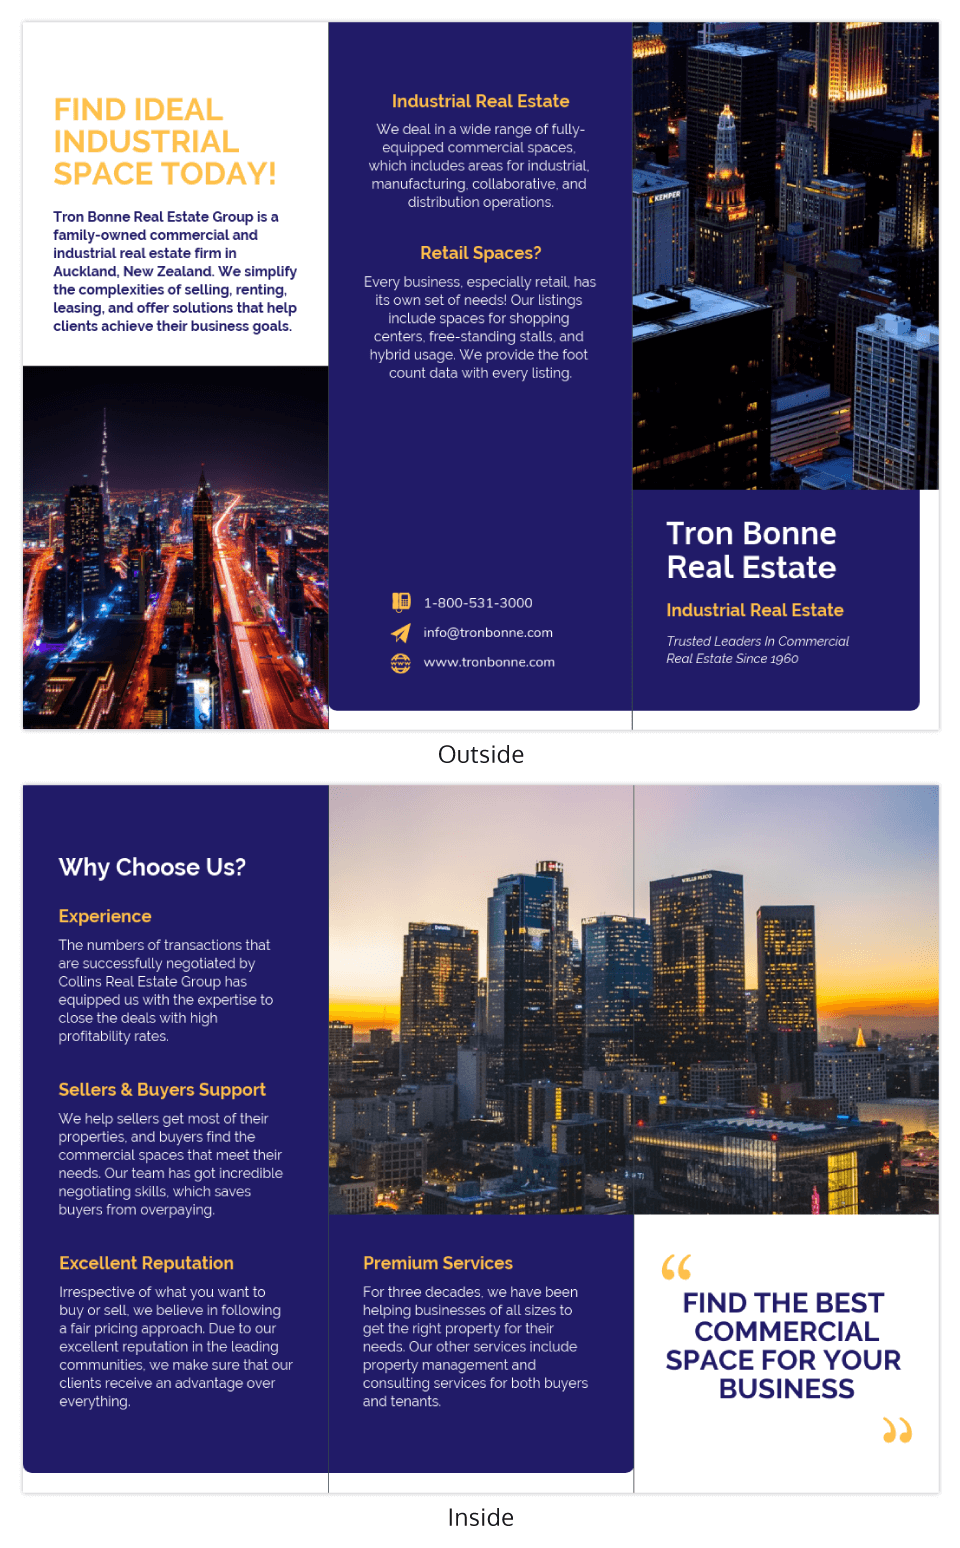 FIND IDEAL
INDUSTRIAL
SPACE TODAY!
Tron Bonne Real Estate Group is a
family-owned commercial and
industrial real estate firm in
Auckland, New Zealand. We simplify
the complexities of selling, renting,
leasing, and offer solutions that help
clients achieve their business goals.
Industrial Real Estate
We deal in a wide range of fully-
equipped commercial spaces,
which includes areas for industrial,
manufacturing, collaborative, and
distribution operations.
Retail Spaces?
Every business, especially retail, has
its own set of needs! Our listings
include spaces for shopping
centers, free-standing stalls, and
hybrid usage. We provide the foot
count data with every listing.
1-800-531-3000
info@tronbonne.com
www.tronbonne.com
KEMPER
Tron Bonne
Real Estate
Industrial Real Estate
Trusted Leaders In Commercial
Real Estate Since 1960
Outside
Why Choose Us?
Experience
The numbers of transactions that
are successfully negotiated by
Collins Real Estate Group has
equipped us with the expertise to
close the deals with high
profitability rates.
Sellers & Buyers Support
We help sellers get most of their
properties, and buyers find the
commercial spaces that meet their
needs. Our team has got incredible
negotiating skills, which saves
buyers from overpaying.
Excellent Reputation
Irrespective of what you want to
buy or sell, we believe in following
a fair pricing approach. Due to our
excellent reputation in the leading
communities, we make sure that our
clients receive an advantage over
everything.
Deloitte
AECOM
WELLS FARGO
Premium Services
For three decades, we have been
helping businesses of all sizes to
get the right property for their
needs. Our other services include
property management and
consulting services for both buyers
and tenants.
“
FIND THE BEST
COMMERCIAL
SPACE FOR YOUR
BUSINESS
”
Inside